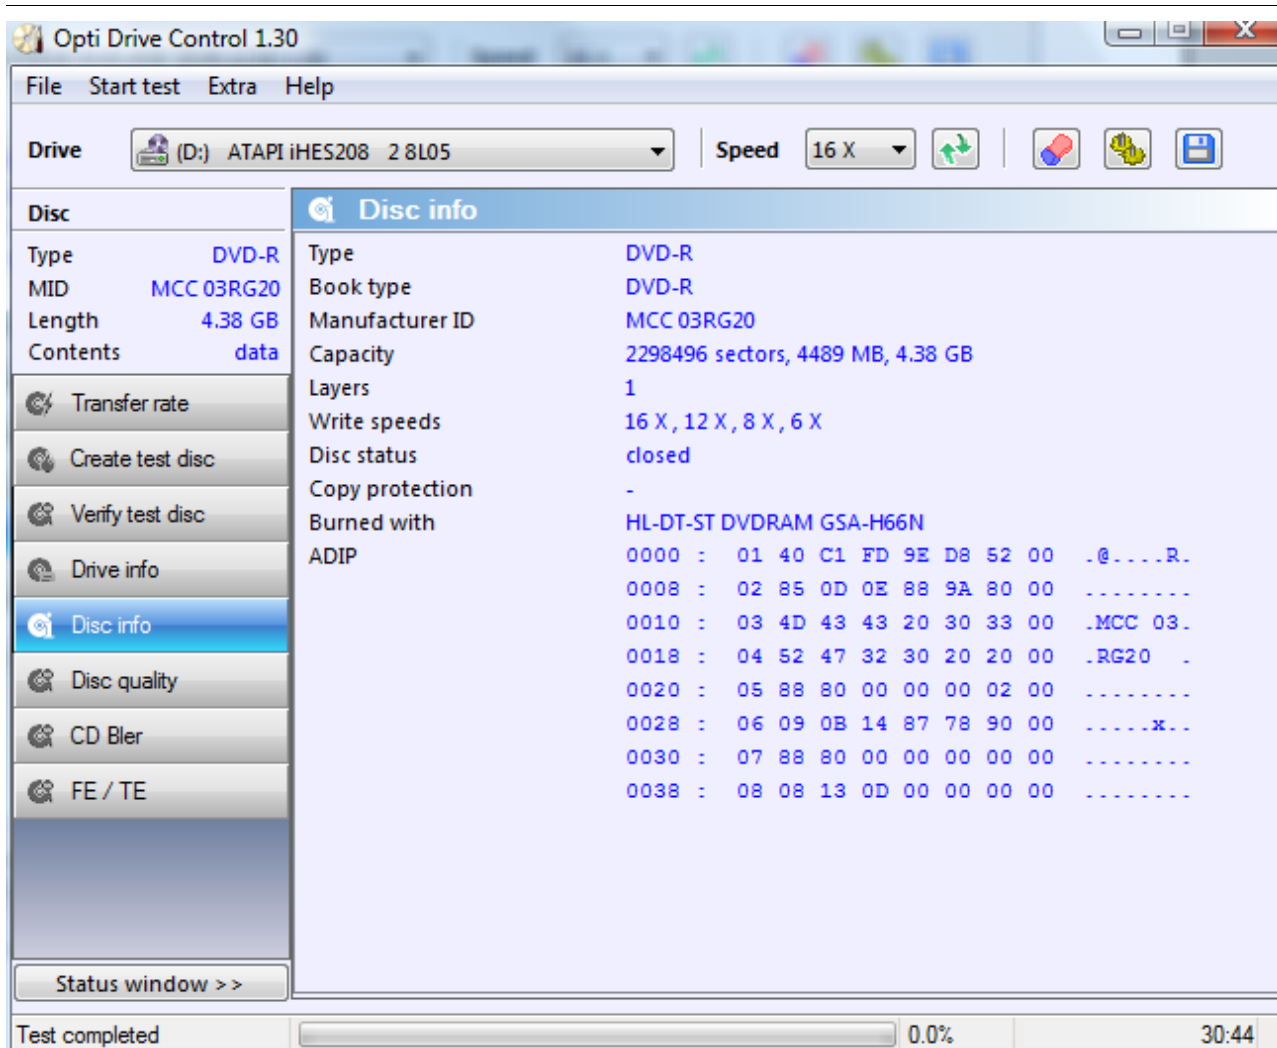 Opti Drive Control 1.30
File Start test Extra Help
Drive (D:) ATAPI iHES208 2 8L05 Speed 16 X
Disc
Type DVD-R
MID MCC 03RG20
Length 4.38 GB
Contents data
Transfer rate
Create test disc
Verify test disc
Drive info
Disc info
Disc quality
CD Bler
FE / TE
Status window >>
Disc info
Type DVD-R
Book type DVD-R
Manufacturer ID MCC 03RG20
Capacity 2298496 sectors, 4489 MB, 4.38 GB
Layers 1
Write speeds 16 X , 12 X , 8 X , 6 X
Disc status closed
Copy protection -
Burned with HL-DT-ST DVDRAM GSA-H66N
ADIP 0000 : 01 40 C1 FD 9E D8 52 00 .@....R.
0008 : 02 85 0D 0E 88 9A 80 00 ........
0010 : 03 4D 43 43 20 30 33 00 .MCC 03.
0018 : 04 52 47 32 30 20 20 00 .RG20  .
0020 : 05 88 80 00 00 00 02 00 ........
0028 : 06 09 0B 14 87 78 90 00 .....x..
0030 : 07 88 80 00 00 00 00 00 ........
0038 : 08 08 13 0D 00 00 00 00 ........
Test completed 0.0% 30:44